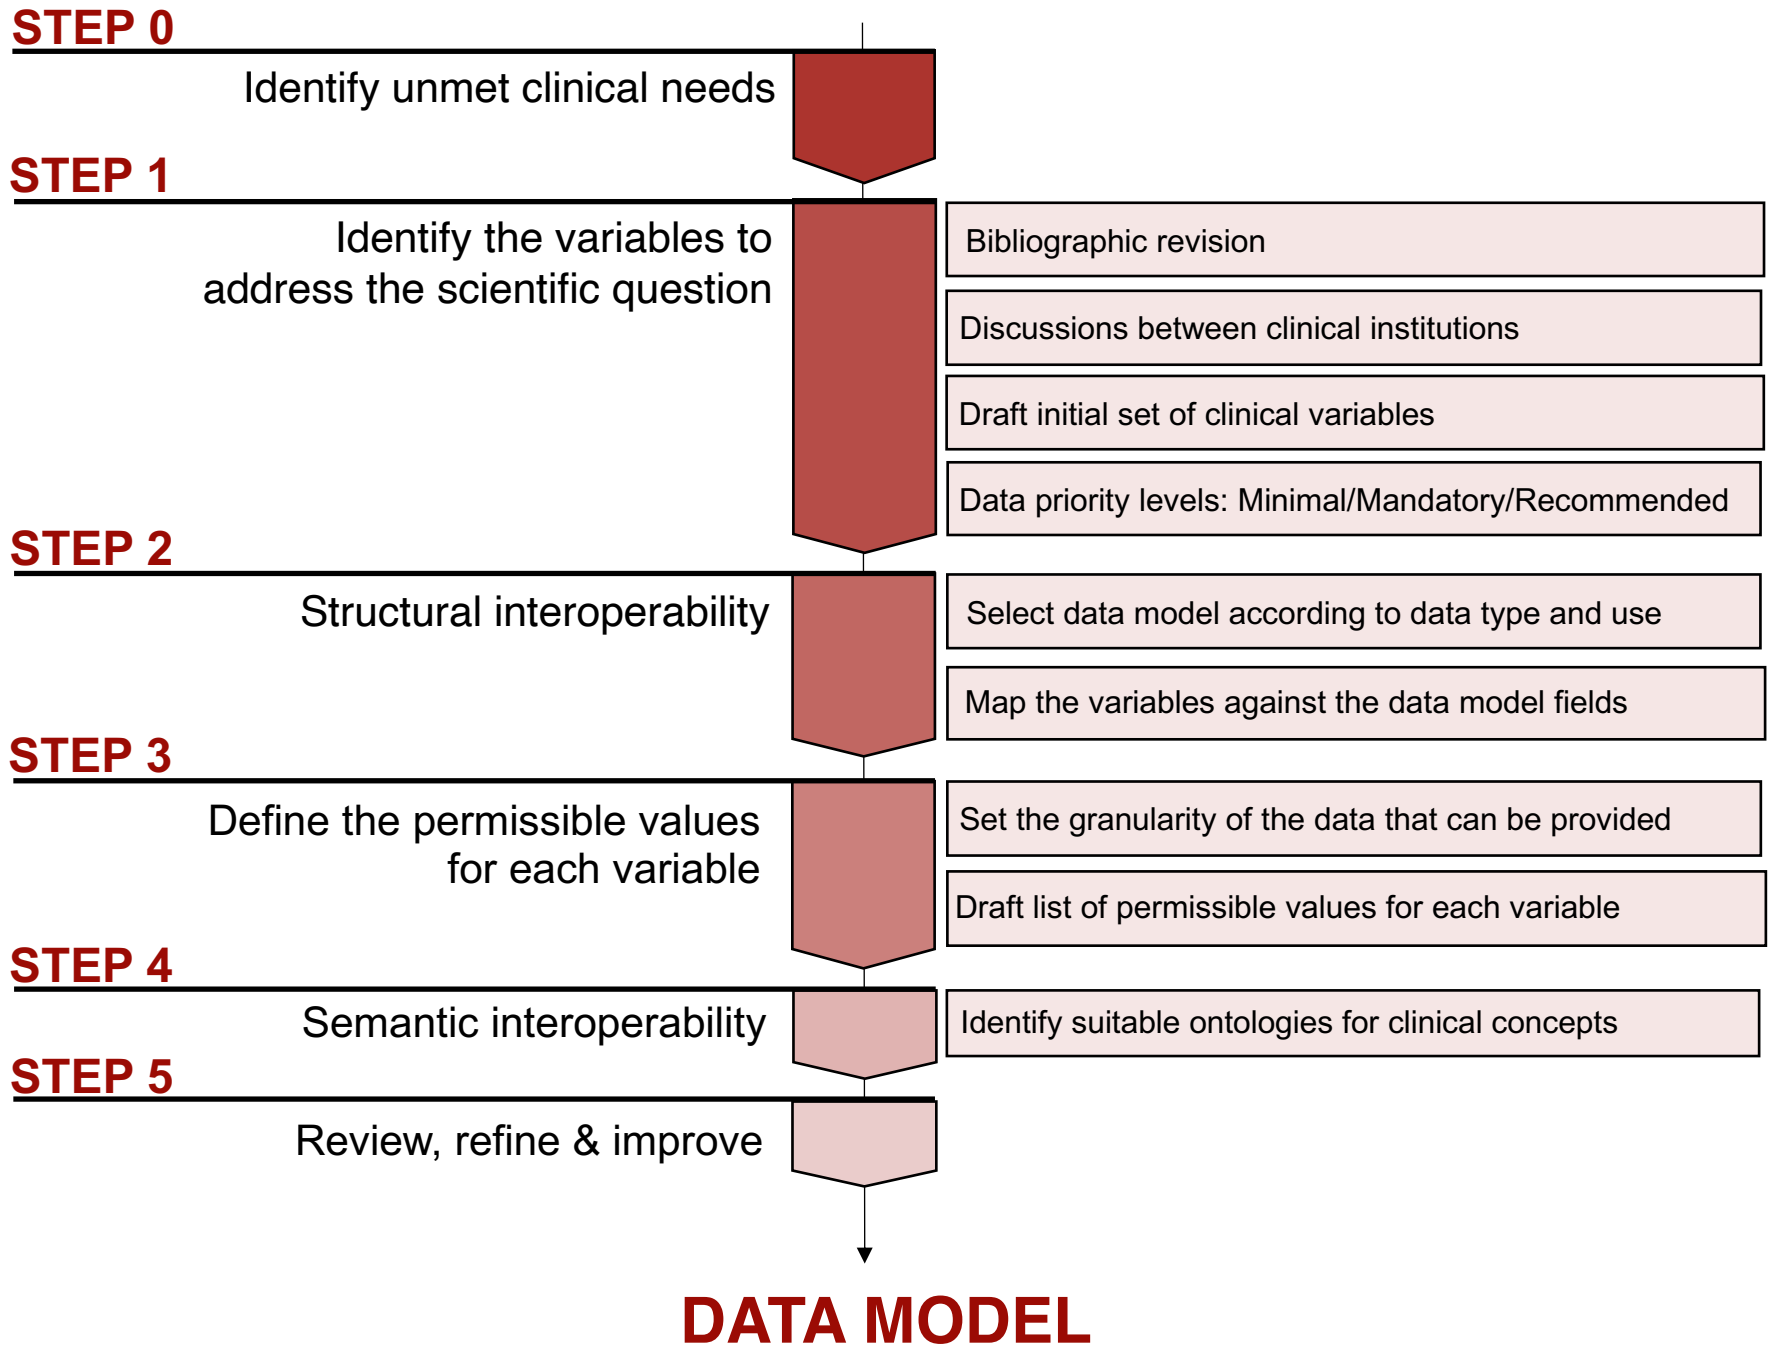 STEP 0
Identify unmet clinical needs
STEP 1
Identify the variables to
address the scientific question
Bibliographic revision
Discussions between clinical institutions
Draft initial set of clinical variables
Data priority levels: Minimal/Mandatory/Recommended
STEP 2
Structural interoperability
Select data model according to data type and use
Map the variables against the data model fields
STEP 3
Define the permissible values
for each variable
Set the granularity of the data that can be provided
Draft list of permissible values for each variable
STEP 4
Semantic interoperability
Identify suitable ontologies for clinical concepts
STEP 5
Review, refine & improve
DATA MODEL